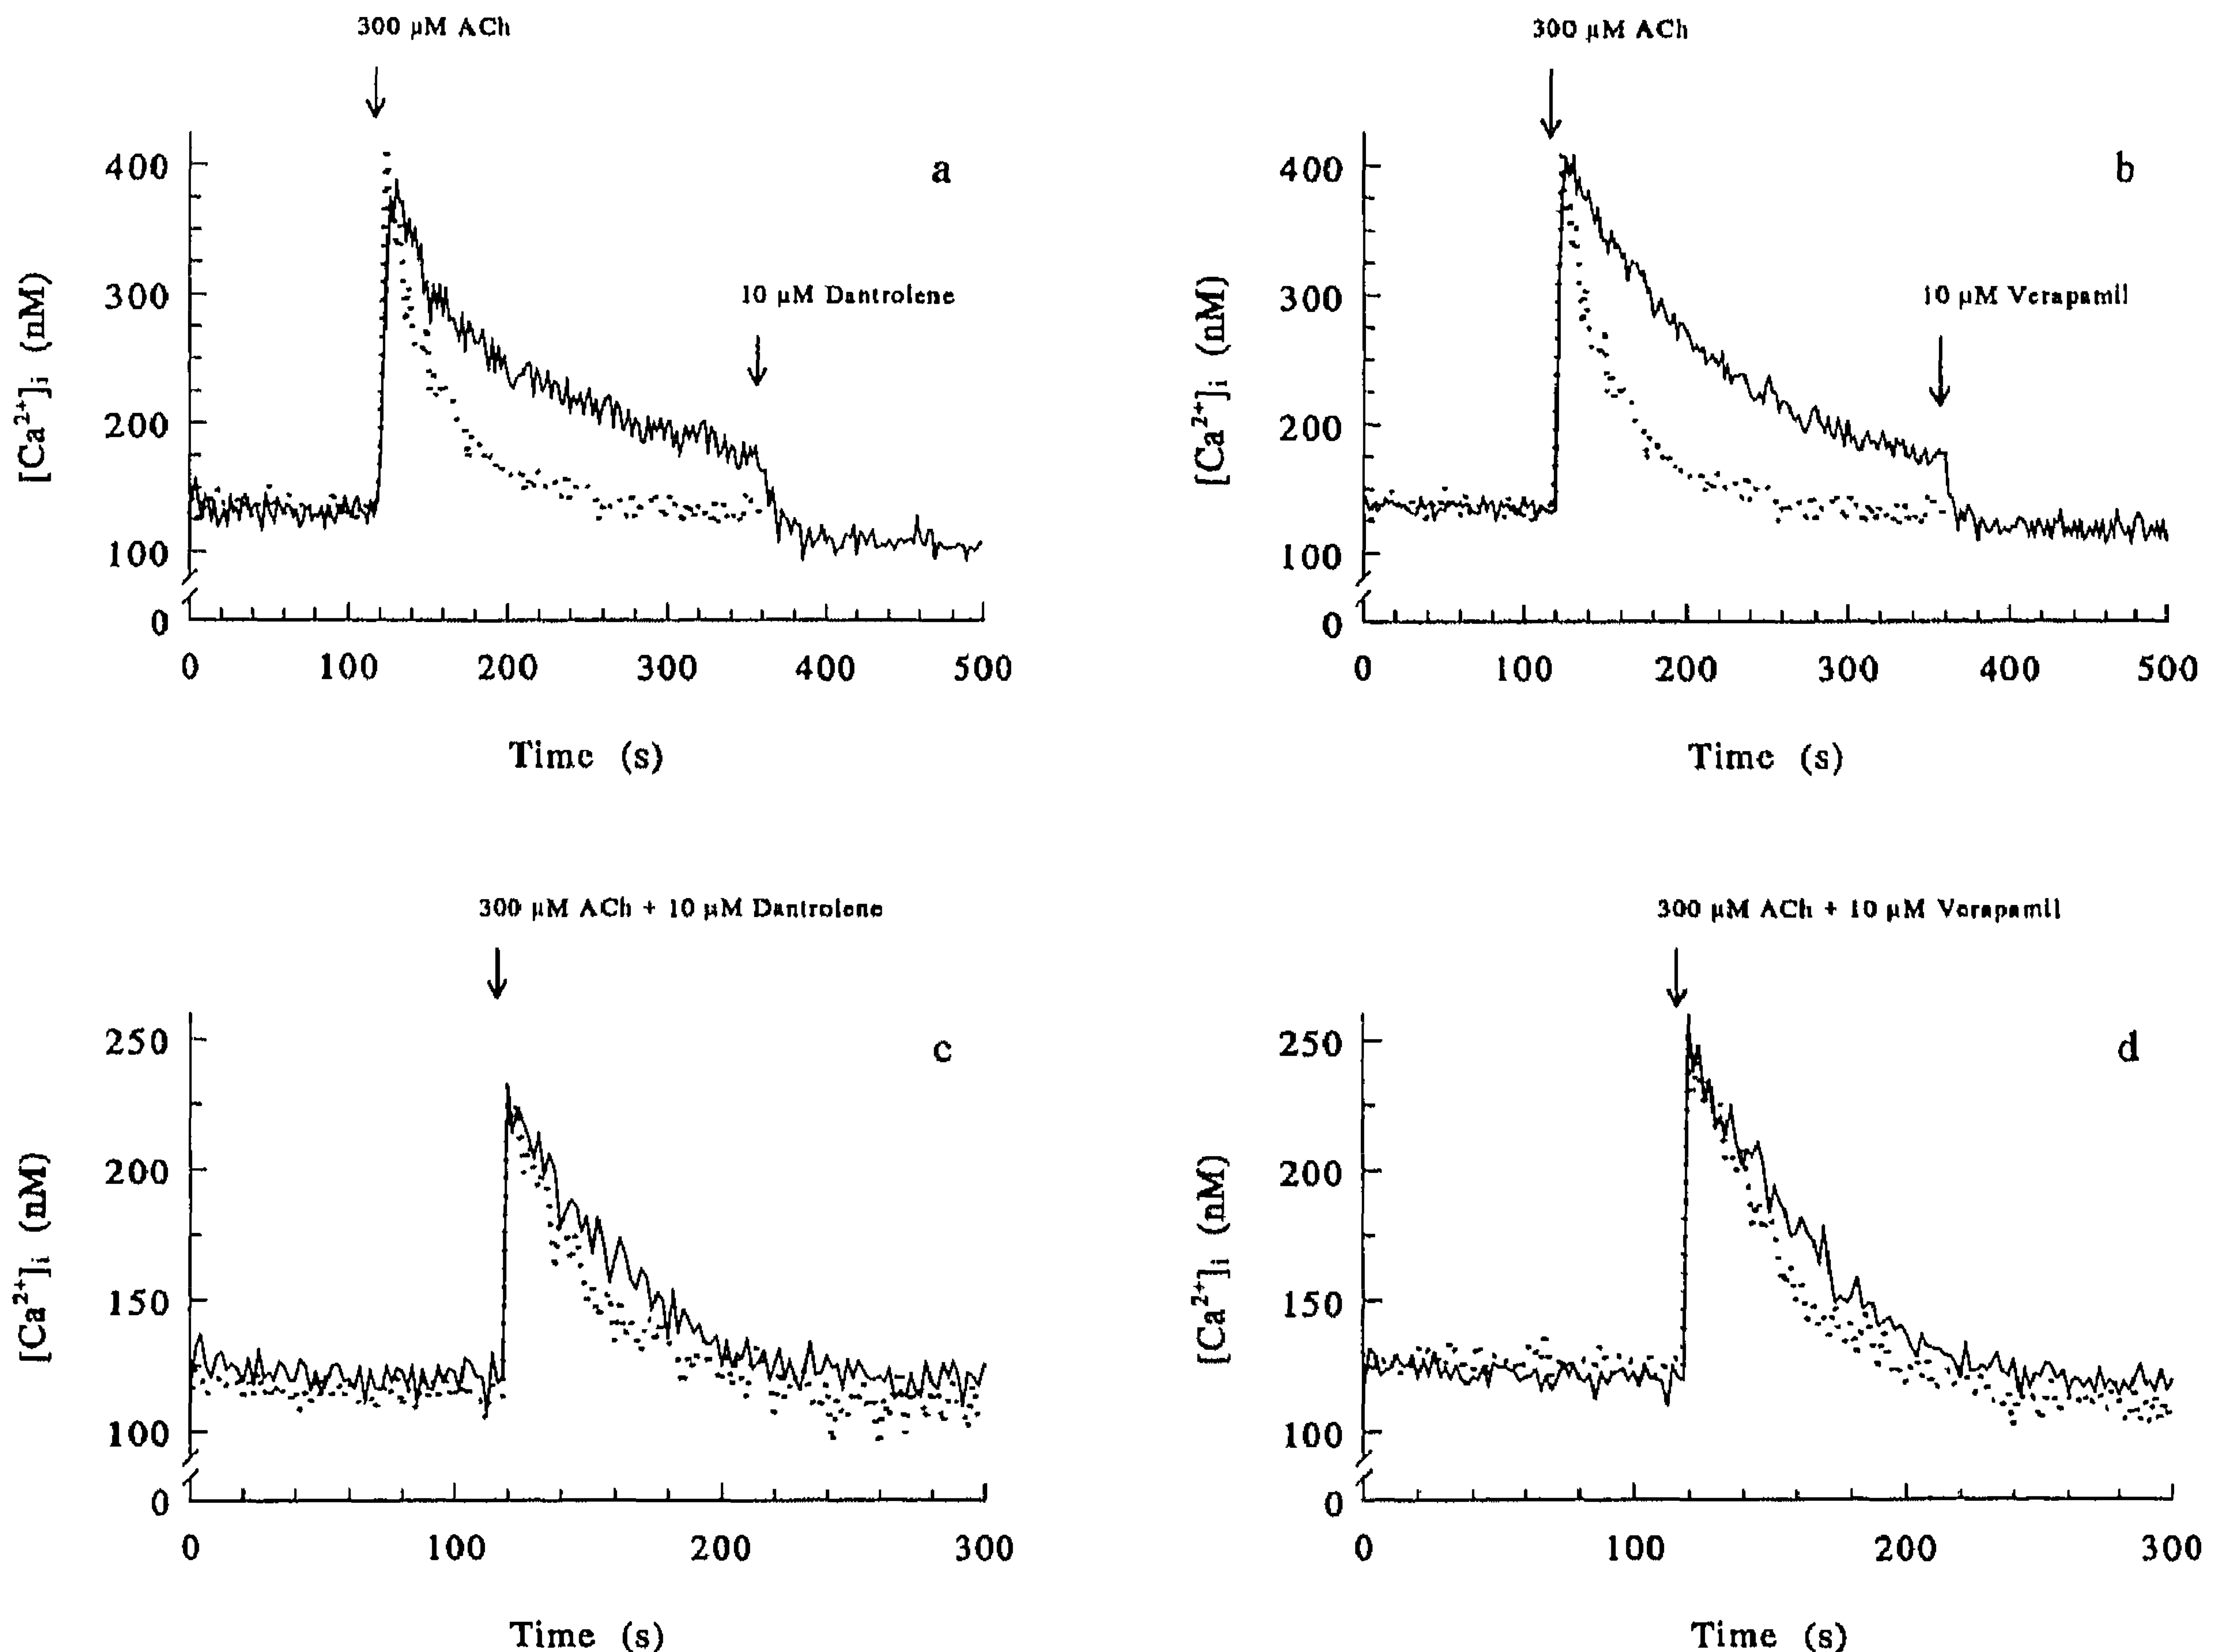 300 µM ACh
a
10 µM Dantrolene
400
300
200
100
0
[Ca²⁺]ᵢ (nM)
0 100 200 300 400 500
Time (s)
300 µM ACh
b
10 µM Verapamil
400
300
200
100
0
[Ca²⁺]ᵢ (nM)
0 100 200 300 400 500
Time (s)
300 µM ACh + 10 µM Dantrolene
c
250
200
150
100
0
[Ca²⁺]ᵢ (nM)
0 100 200 300
Time (s)
300 µM ACh + 10 µM Verapamil
d
250
200
150
100
0
[Ca²⁺]ᵢ (nM)
0 100 200 300
Time (s)